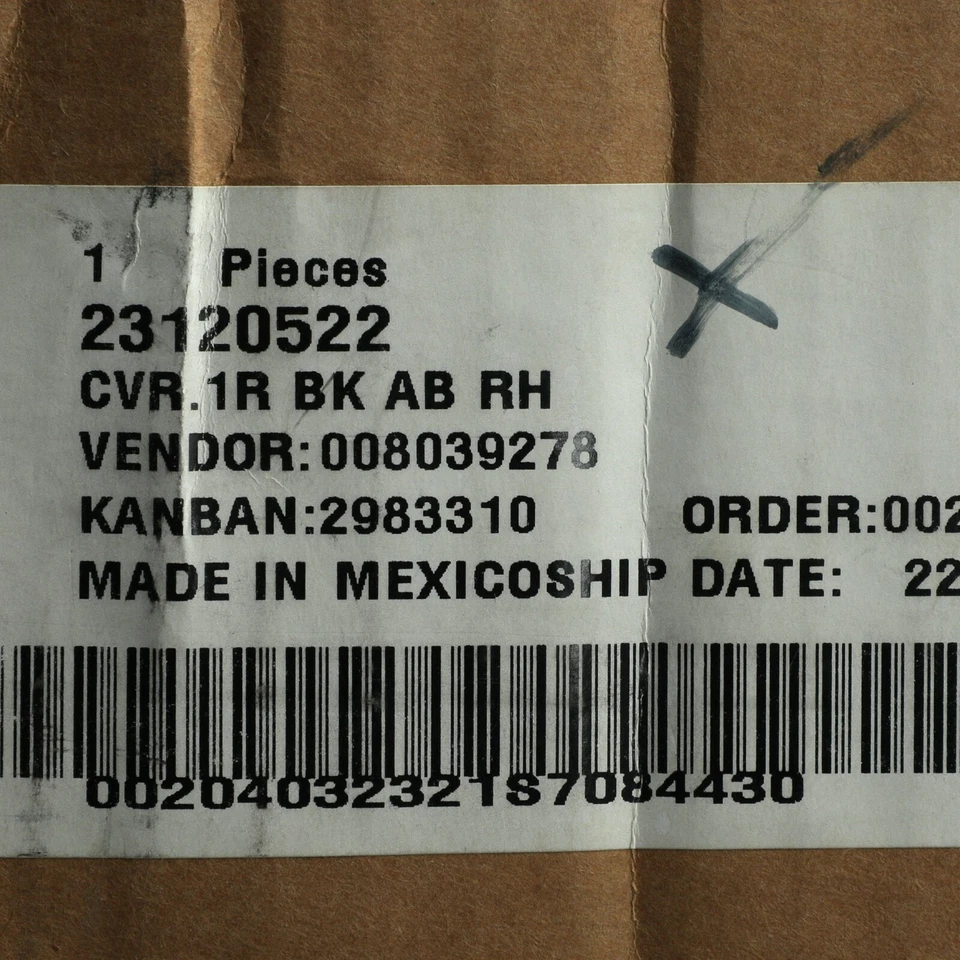 1 Pieces
23120522
CVR.1R BK AB RH
VENDOR:008039278
KANBAN:2983310 ORDER:002
MADE IN MEXICOSHIP DATE: 22
00204032321S7084430